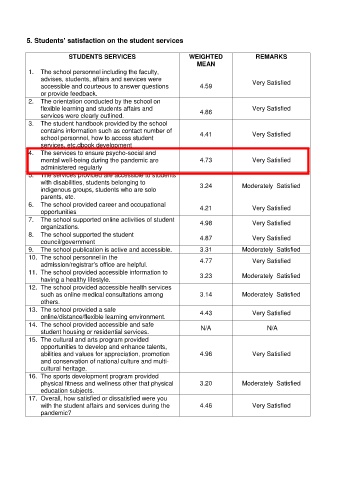 5. Students' satisfaction on the student services
STUDENTS SERVICES WEIGHTED MEAN REMARKS
1. The school personnel including the faculty,
advises, students, affairs and services were
accessible and courteous to answer questions
or provide feedback. 4.59 Very Satisfied
2. The orientation conducted by the school on
flexible learning and students affairs and
services were clearly outlined. 4.86 Very Satisfied
3. The student handbook provided by the school
contains information such as contact number of
school personnel, how to access student
services, etc.dbook development 4.41 Very Satisfied
4. The services to ensure psycho-social and
mental well-being during the pandemic are
administered regularly 4.73 Very Satisfied
5. The services provided are accessible to students
with disabilities, students belonging to
indigenous groups, students who are solo
parents, etc. 3.24 Moderately Satisfied
6. The school provided career and occupational
opportunities 4.21 Very Satisfied
7. The school supported online activities of student
organizations. 4.98 Very Satisfied
8. The school supported the student
council/government 4.87 Very Satisfied
9. The school publication is active and accessible. 3.31 Moderately Satisfied
10. The school personnel in the
admission/registrar's office are helpful. 4.77 Very Satisfied
11. The school provided accessible information to
having a healthy lifestyle. 3.23 Moderately Satisfied
12. The school provided accessible health services
such as online medical consultations among
others. 3.14 Moderately Satisfied
13. The school provided a safe
online/distance/flexible learning environment. 4.43 Very Satisfied
14. The school provided accessible and safe
student housing or residential services. N/A N/A
15. The cultural and arts program provided
opportunities to develop and enhance talents,
abilities and values for appreciation, promotion
and conservation of national culture and multi-
cultural heritage. 4.96 Very Satisfied
16. The sports development program provided
physical fitness and wellness other that physical
education subjects. 3.20 Moderately Satisfied
17. Overall, how satisfied or dissatisfied were you
with the student affairs and services during the
pandemic? 4.46 Very Satisfied